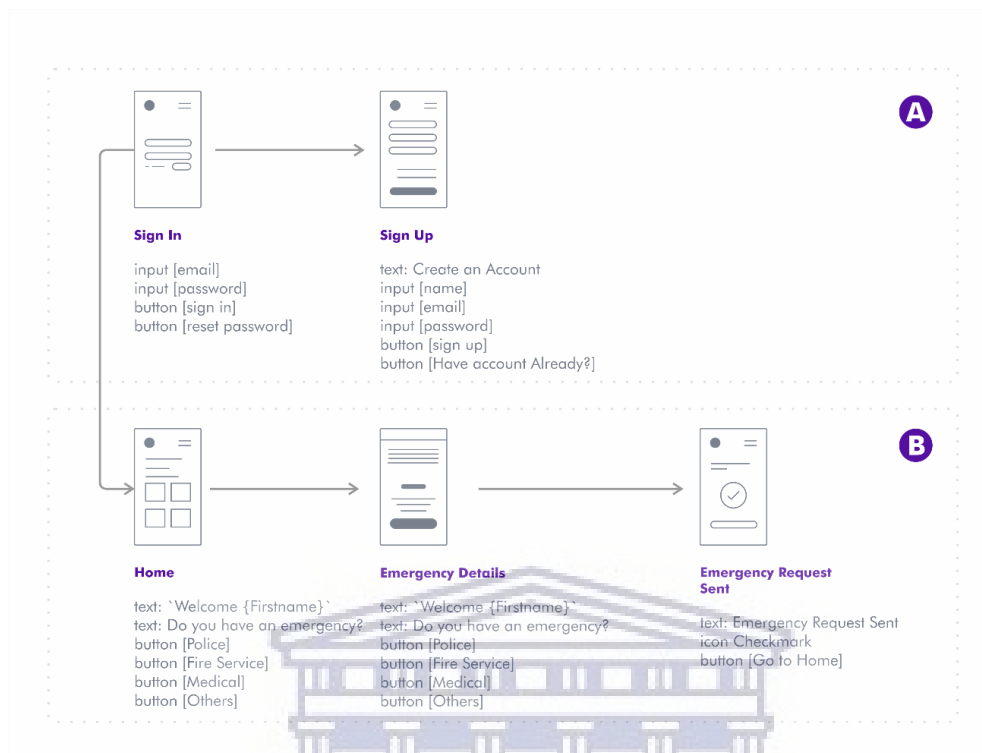 A
Sign In
input [email]
input [password]
button [sign in]
button [reset password]
Sign Up
text: Create an Account
input [name]
input [email]
input [password]
button [sign up]
button [Have account Already?]
B
Home
text: `Welcome {Firstname}`
text: Do you have an emergency?
button [Police]
button [Fire Service]
button [Medical]
button [Others]
Emergency Details
text: `Welcome {Firstname}`
text: Do you have an emergency?
button [Police]
button [Fire Service]
button [Medical]
button [Others]
Emergency Request
Sent
text: Emergency Request Sent
icon Checkmark
button [Go to Home]